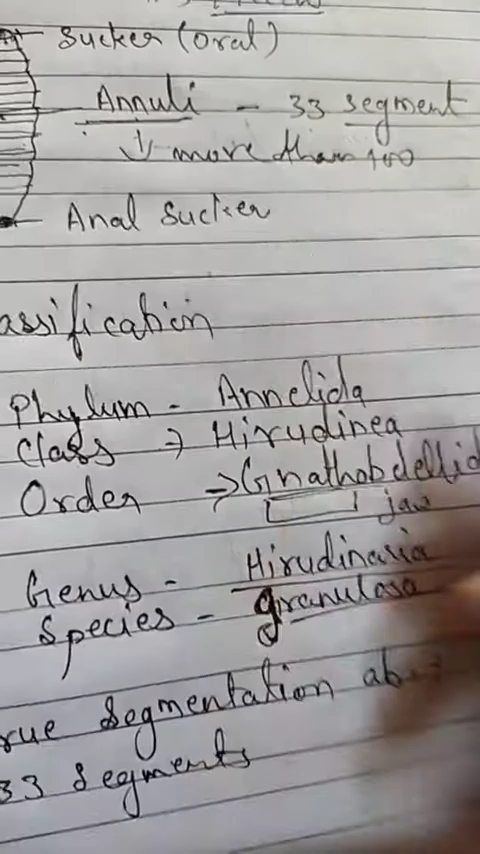 Sucker (Oral)
Annuli - 33 segment
↓ more than 100
Anal Sucker
assification
Phylum - Annelida
Class → Hirudinea
Order → Gnathobdellid
jaw
Genus - Hirudinaria
Species - granulosa
rue Segmentation
33 Segments